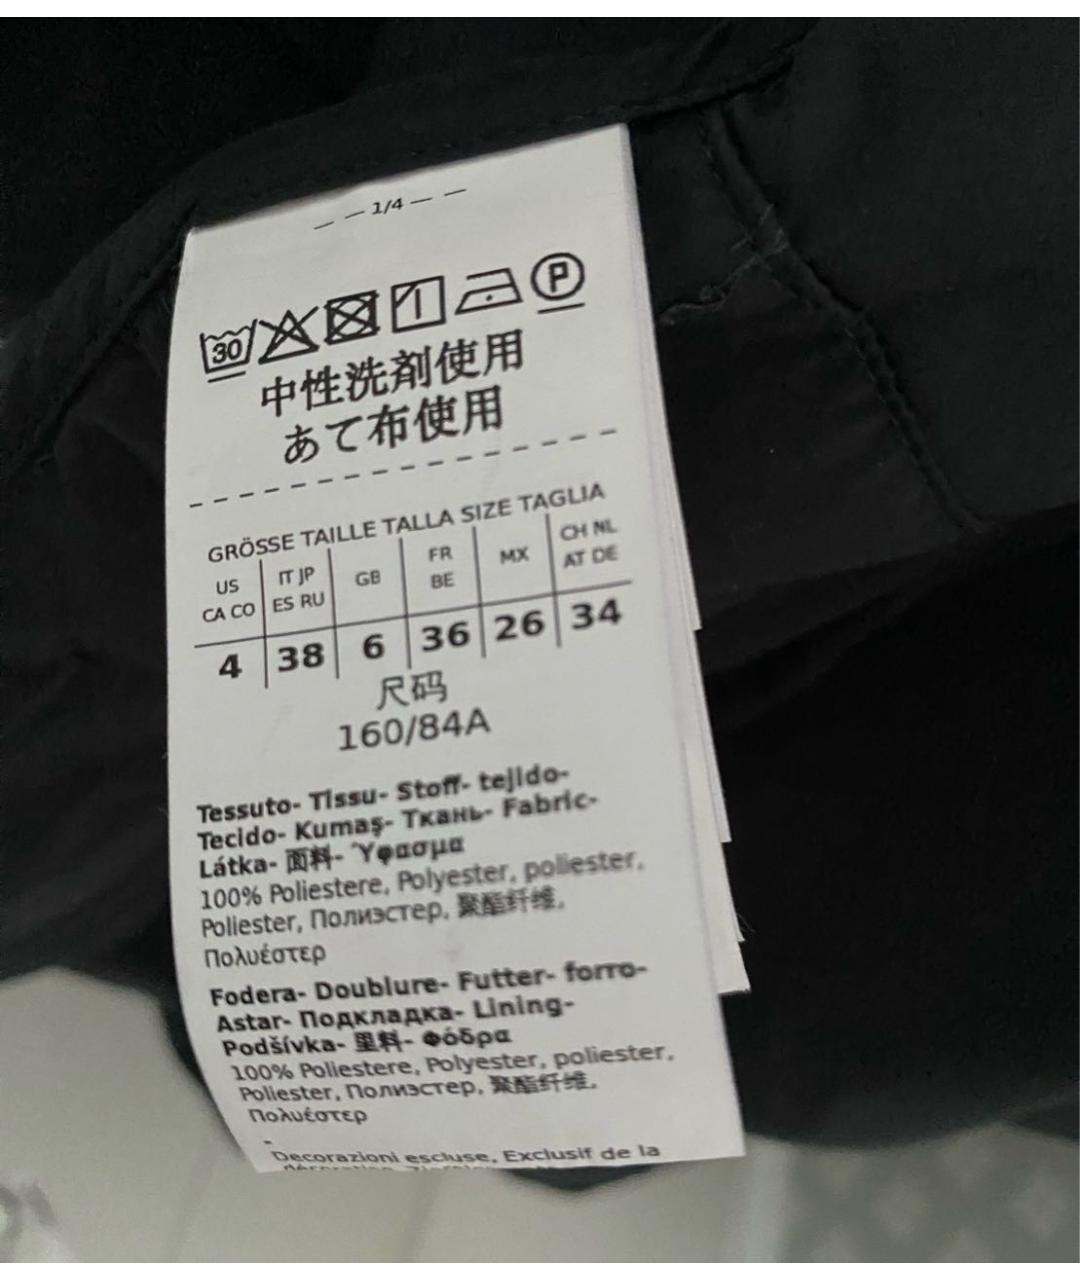 1/4
30 P
中性洗剤使用
あて布使用
GRÖSSE TAILLE TALLA SIZE TAGLIA
US CA CO | IT JP ES RU | GB | FR BE | MX | CH NL AT DE
4 | 38 | 6 | 36 | 26 | 34
尺码
160/84A
Tessuto- Tissu- Stoff- tejido-
Tecido- Kumaş- Ткань- Fabric-
Látka- 面料- Ύφασμα
100% Poliestere, Polyester, poliester,
Poliester, Полиэстер, 聚酯纤维,
Πολυέστερ
Fodera- Doublure- Futter- forro-
Astar- Подкладка- Lining-
Podšívka- 里料- Φόδρα
100% Poliestere, Polyester, poliester,
Poliester, Полиэстер, 聚酯纤维,
Πολυέστερ
Decorazioni escluse, Exclusif de la